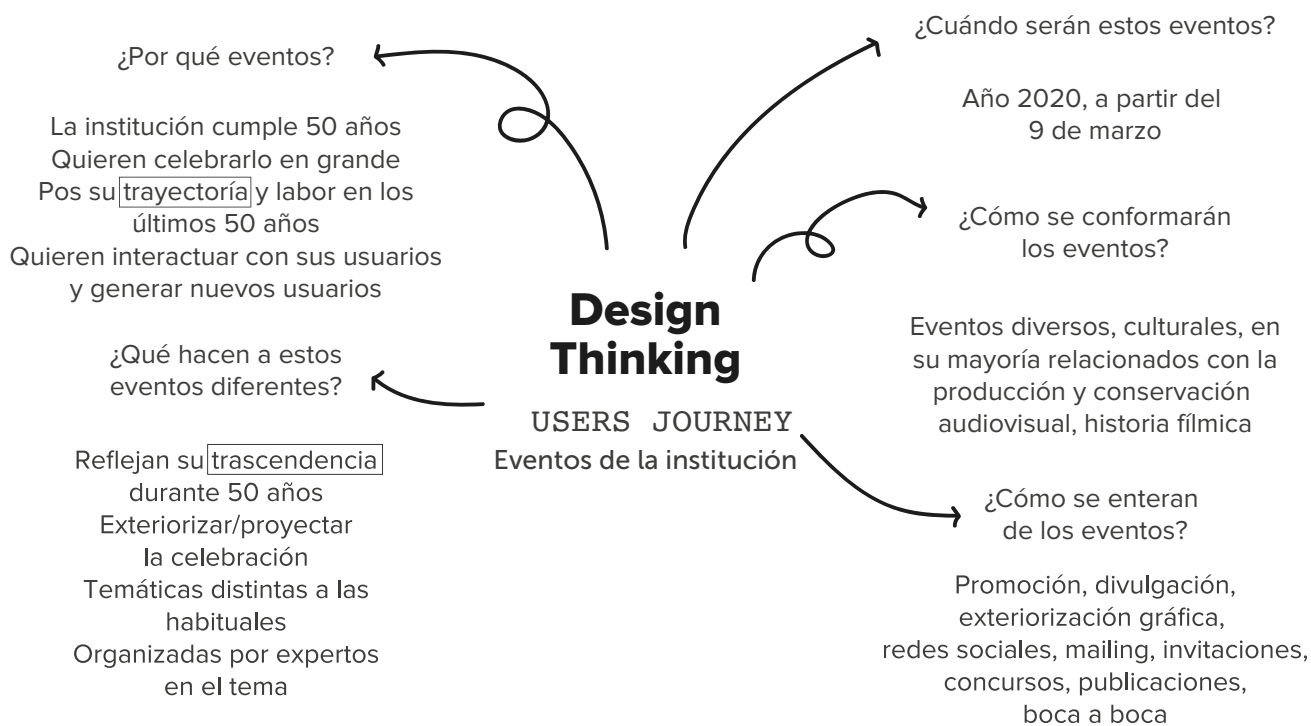 ¿Por qué eventos?
La institución cumple 50 años
Quieren celebrarlo en grande
Pos su trayectoría y labor en los
últimos 50 años
Quieren interactuar con sus usuarios
y generar nuevos usuarios
¿Qué hacen a estos
eventos diferentes?
Reflejan su trascendencia
durante 50 años
Exteriorizar/proyectar
la celebración
Temáticas distintas a las
habituales
Organizadas por expertos
en el tema
Design
Thinking
USERS JOURNEY
Eventos de la institución
¿Cuándo serán estos eventos?
Año 2020, a partir del
9 de marzo
¿Cómo se conformarán
los eventos?
Eventos diversos, culturales, en
su mayoría relacionados con la
producción y conservación
audiovisual, historia fílmica
¿Cómo se enteran
de los eventos?
Promoción, divulgación,
exteriorización gráfica,
redes sociales, mailing, invitaciones,
concursos, publicaciones,
boca a boca